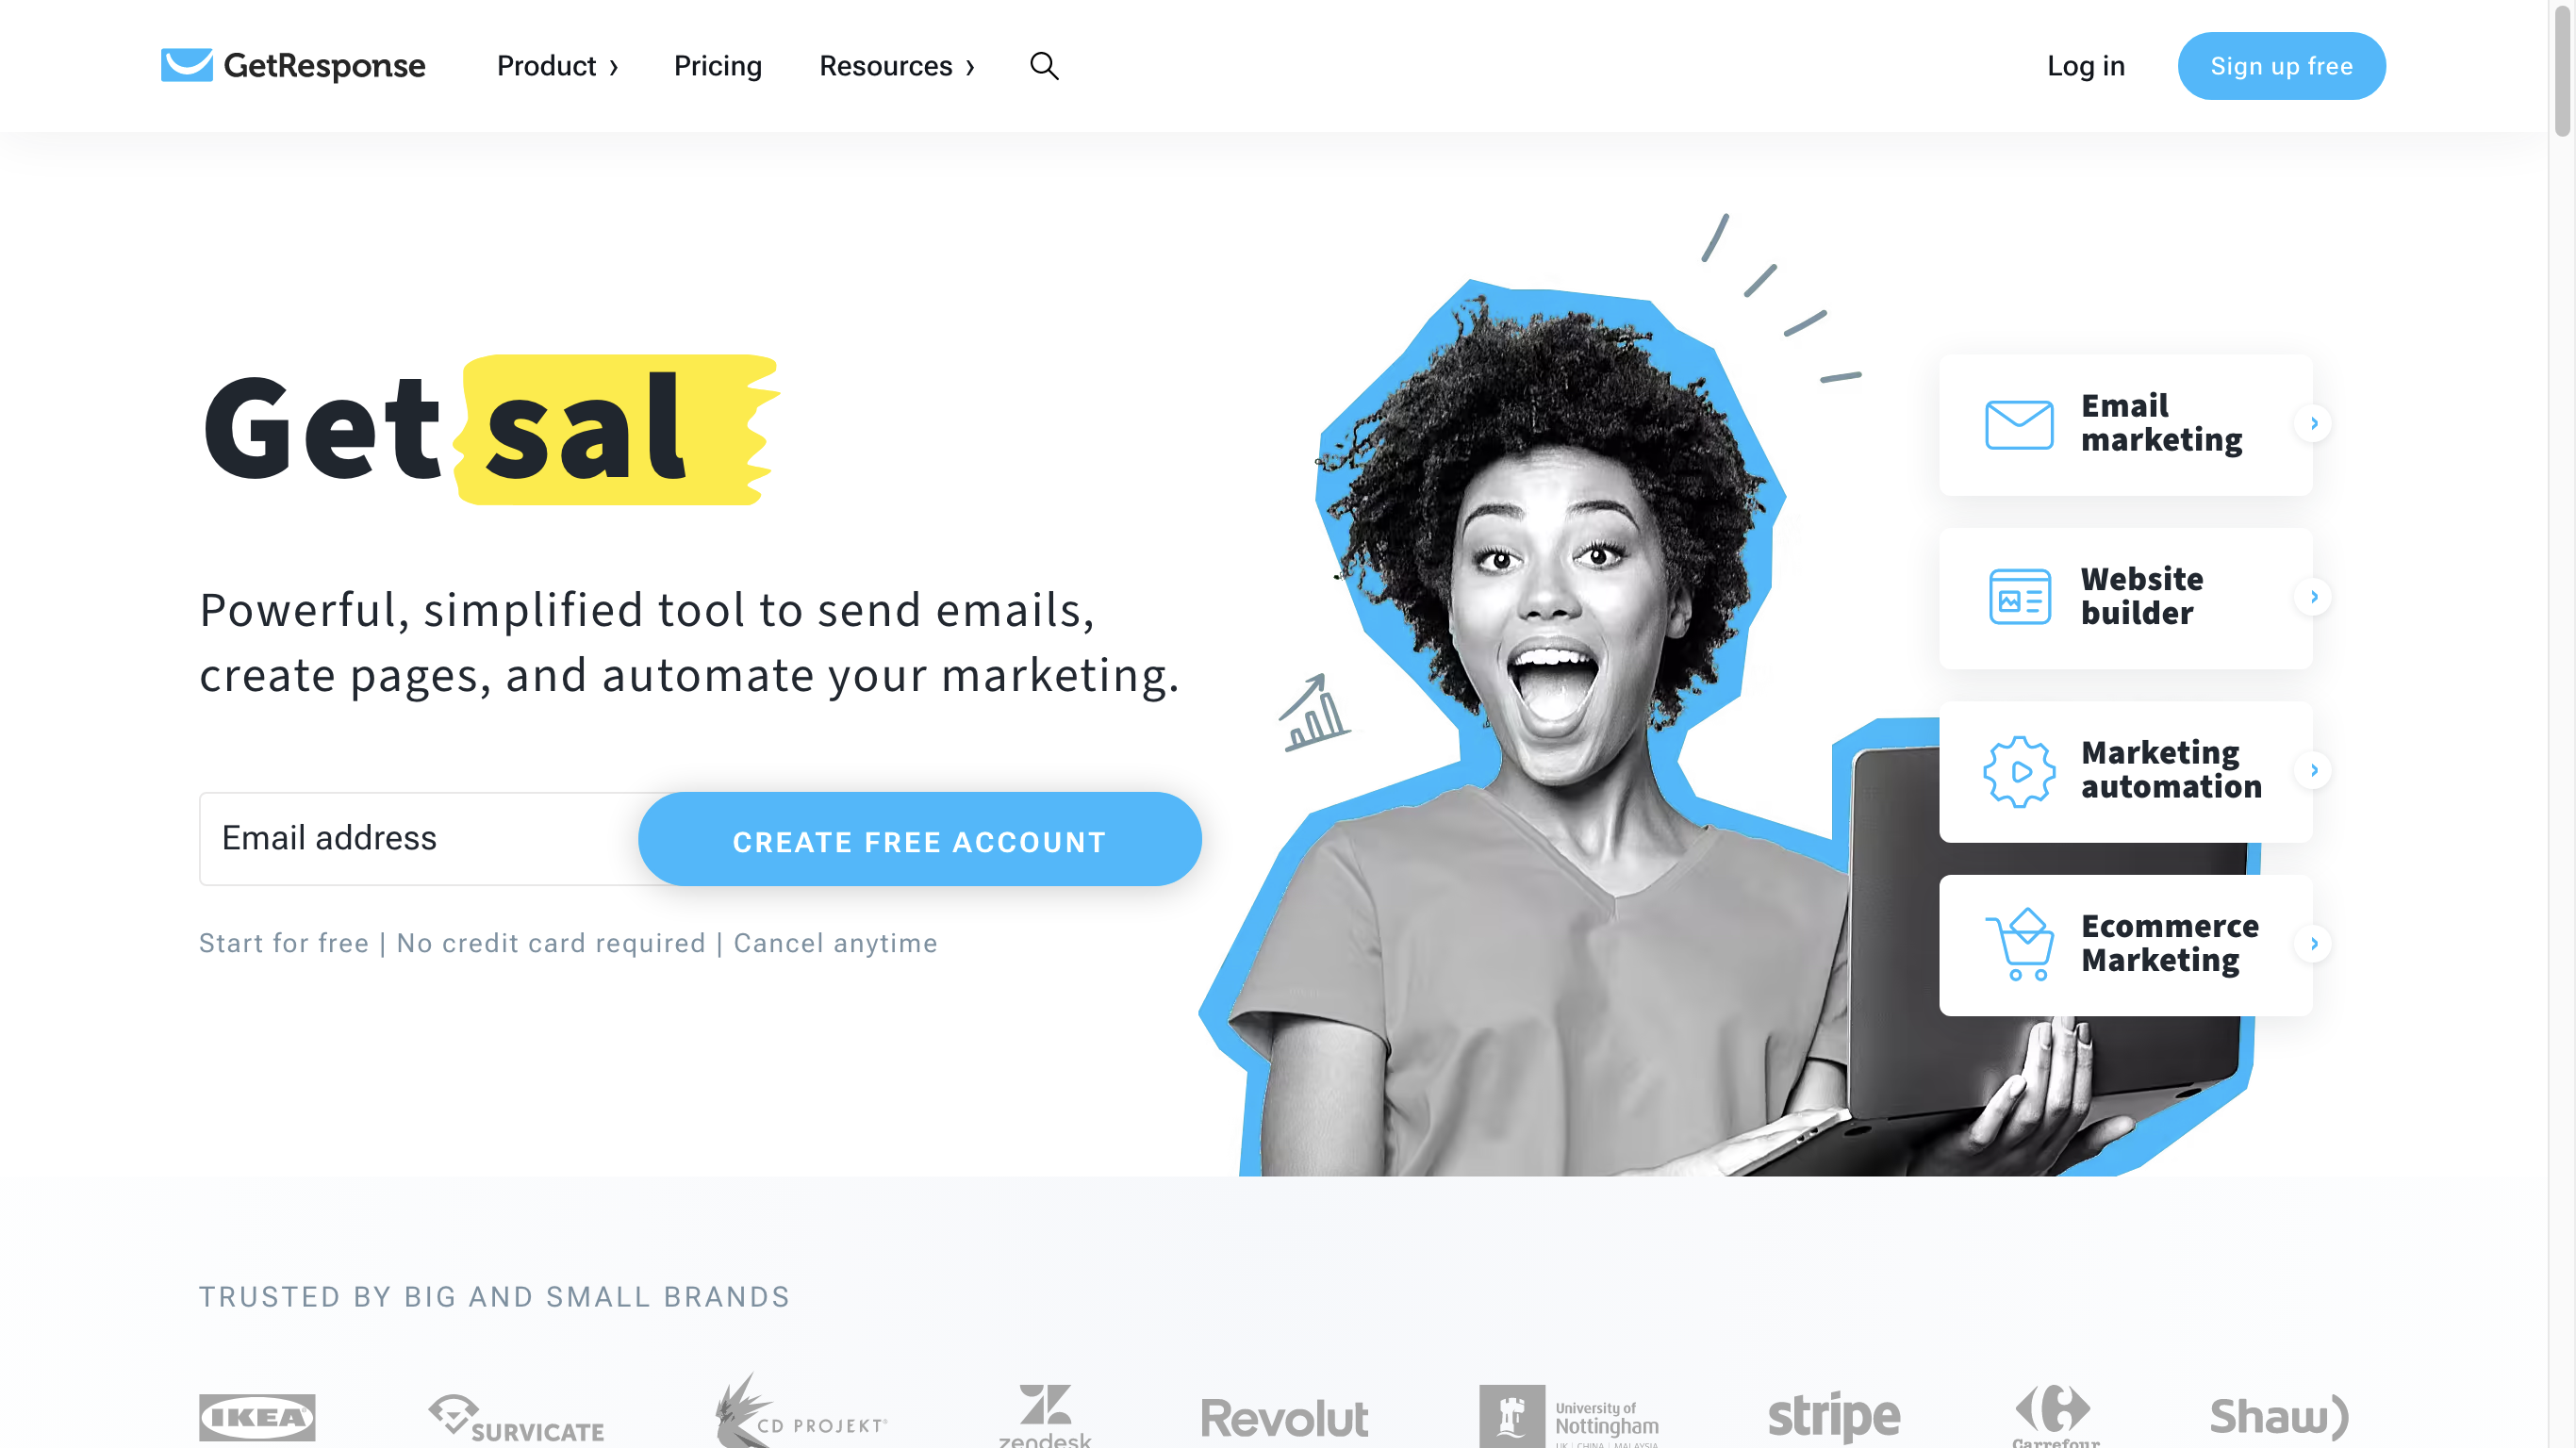 GetResponse
Product ›
Pricing
Resources ›
Log in
Sign up free
Get sal
Powerful, simplified tool to send emails,
create pages, and automate your marketing.
Email address
CREATE FREE ACCOUNT
Start for free | No credit card required | Cancel anytime
Email
marketing
Website
builder
Marketing
automation
Ecommerce
Marketing
TRUSTED BY BIG AND SMALL BRANDS
IKEA
SURVICATE
CD PROJEKT®
zendesk
Revolut
University of
Nottingham
UK | CHINA | MALAYSIA
stripe
Carrefour
Shaw)